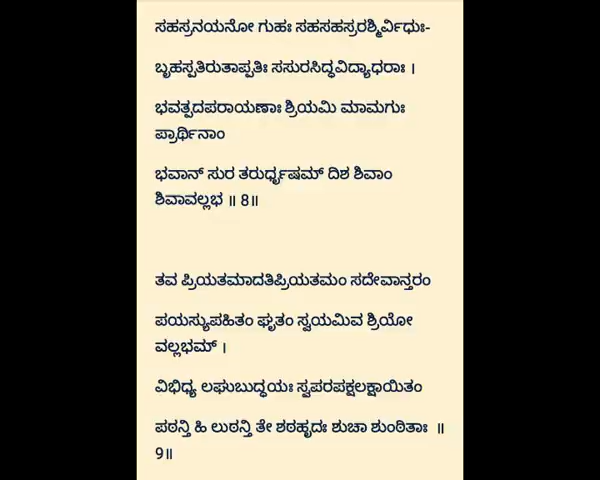 ಸಹಸ್ರನಯನೋ ಗುಹಃ ಸಹಸಹಸ್ರರಶ್ಮಿರ್ವಿಧುಃ-
ಬೃಹಸ್ಪತಿರುತಾಪ್ಪತಿಃ ಸಸುರಸಿದ್ಧವಿದ್ಯಾಧರಾಃ ।
ಭವತ್ಪದಪರಾಯಣಾಃ ಶ್ರಿಯಮಿ ಮಾಮಗುಃ
ಪ್ರಾರ್ಥಿನಾಂ
ಭವಾನ್ ಸುರ ತರುರ್ಧೃಷಮ್ ದಿಶ ಶಿವಾಂ
ಶಿವಾವಲ್ಲಭ ॥ 8॥
ತವ ಪ್ರಿಯತಮಾದತಿಪ್ರಿಯತಮಂ ಸದೇವಾನ್ತರಂ
ಪಯಸ್ಯುಪಹಿತಂ ಘೃತಂ ಸ್ವಯಮಿವ ಶ್ರಿಯೋ
ವಲ್ಲಭಮ್ ।
ವಿಭಿಧ್ಯ ಲಘುಬುದ್ಧಯಃ ಸ್ವಪರಪಕ್ಷಲಕ್ಷಾಯಿತಂ
ಪಠನ್ತಿ ಹಿ ಲುಠನ್ತಿ ತೇ ಶಠಹೃದಃ ಶುಚಾ ಶುಂಠಿತಾಃ ॥
9॥